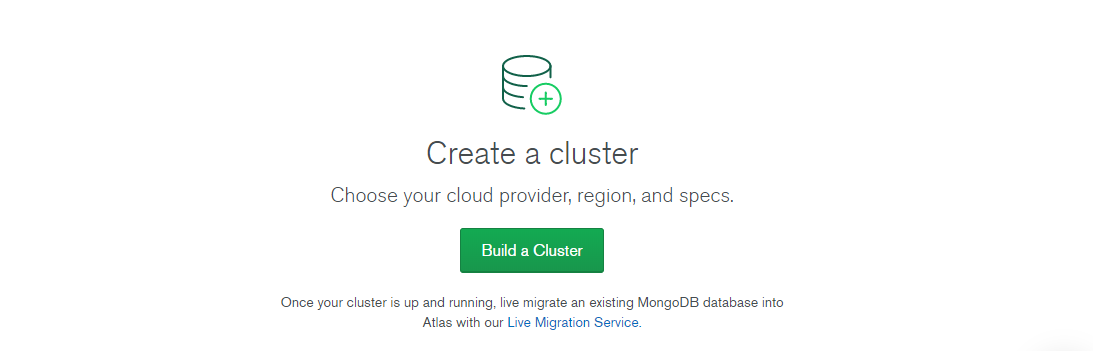 Create a cluster
Choose your cloud provider, region, and specs.
Build a Cluster
Once your cluster is up and running, live migrate an existing MongoDB database into
Atlas with our Live Migration Service.